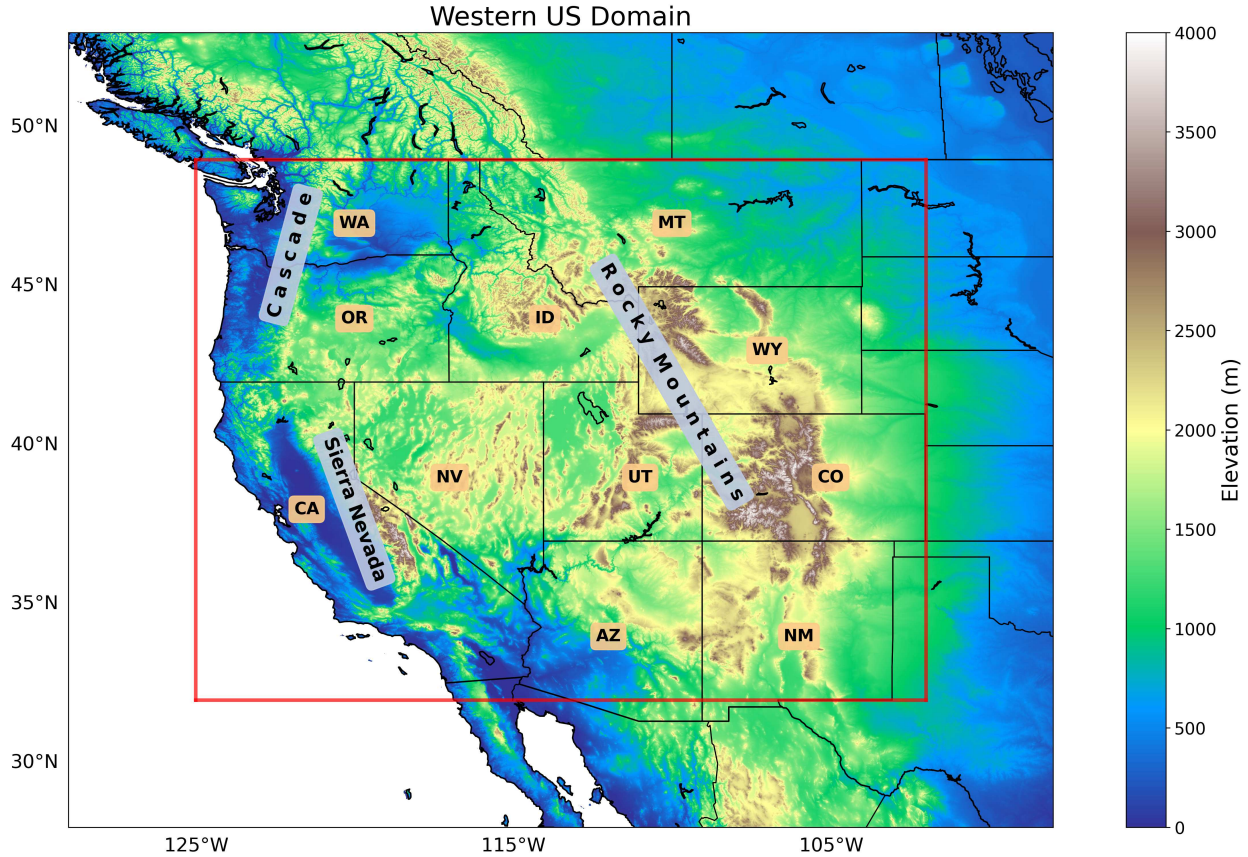 Western US Domain
50°N
45°N
40°N
35°N
30°N
125°W
115°W
105°W
Cascade
WA
MT
OR
ID
WY
Rocky Mountains
Sierra Nevada
NV
UT
CO
CA
AZ
NM
4000
3500
3000
2500
2000
1500
1000
500
0
Elevation (m)